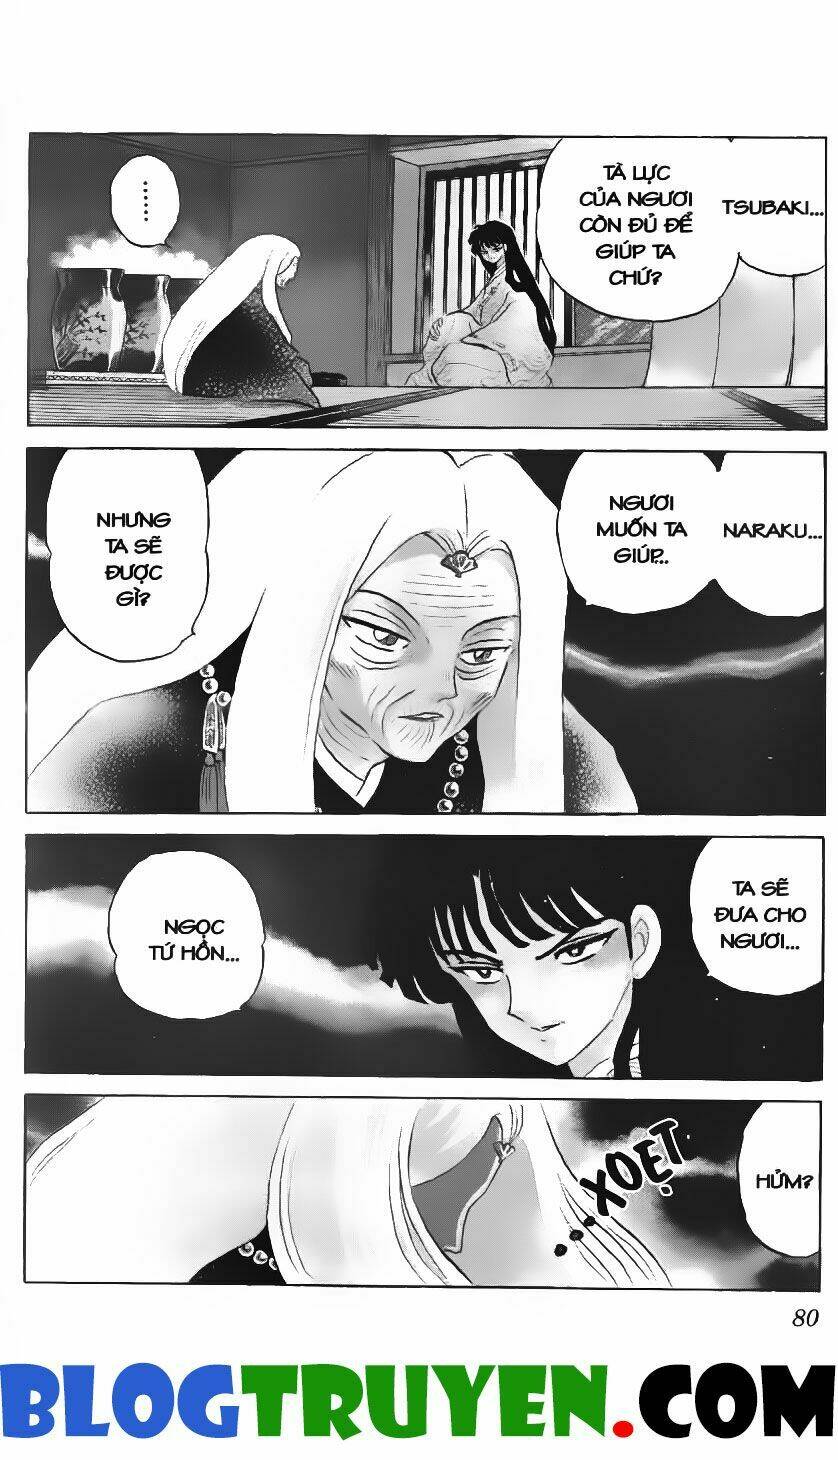 TSUBAKI...
TÀ LỰC
CỦA NGƯƠI
CÒN ĐỦ ĐỂ
GIÚP TA
CHỨ?
......
NARAKU...
NGƯƠI
MUỐN TA
GIÚP...
NHƯNG
TA SẼ
ĐƯỢC
GÌ?
TA SẼ
ĐƯA CHO
NGƯƠI...
NGỌC
TỨ HỒN...
HỬM?
...XOẸT
80
BLOGTRUYEN.COM